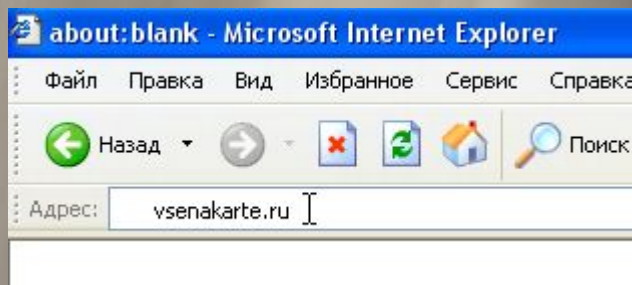 about:blank - Microsoft Internet Explorer
Файл Правка Вид Избранное Сервис Справка
Назад Поиск
Адрес: vsenakarte.ru